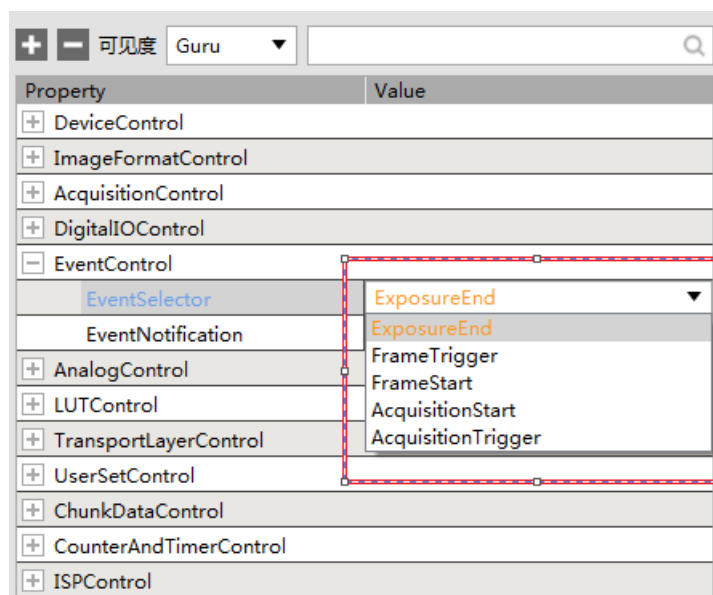 可见度 Guru
Property Value
DeviceControl
ImageFormatControl
AcquisitionControl
DigitalIOControl
EventControl
EventSelector ExposureEnd
ExposureEnd
EventNotification
FrameTrigger
AnalogControl
FrameStart
LUTControl
AcquisitionStart
TransportLayerControl
AcquisitionTrigger
UserSetControl
ChunkDataControl
CounterAndTimerControl
ISPControl